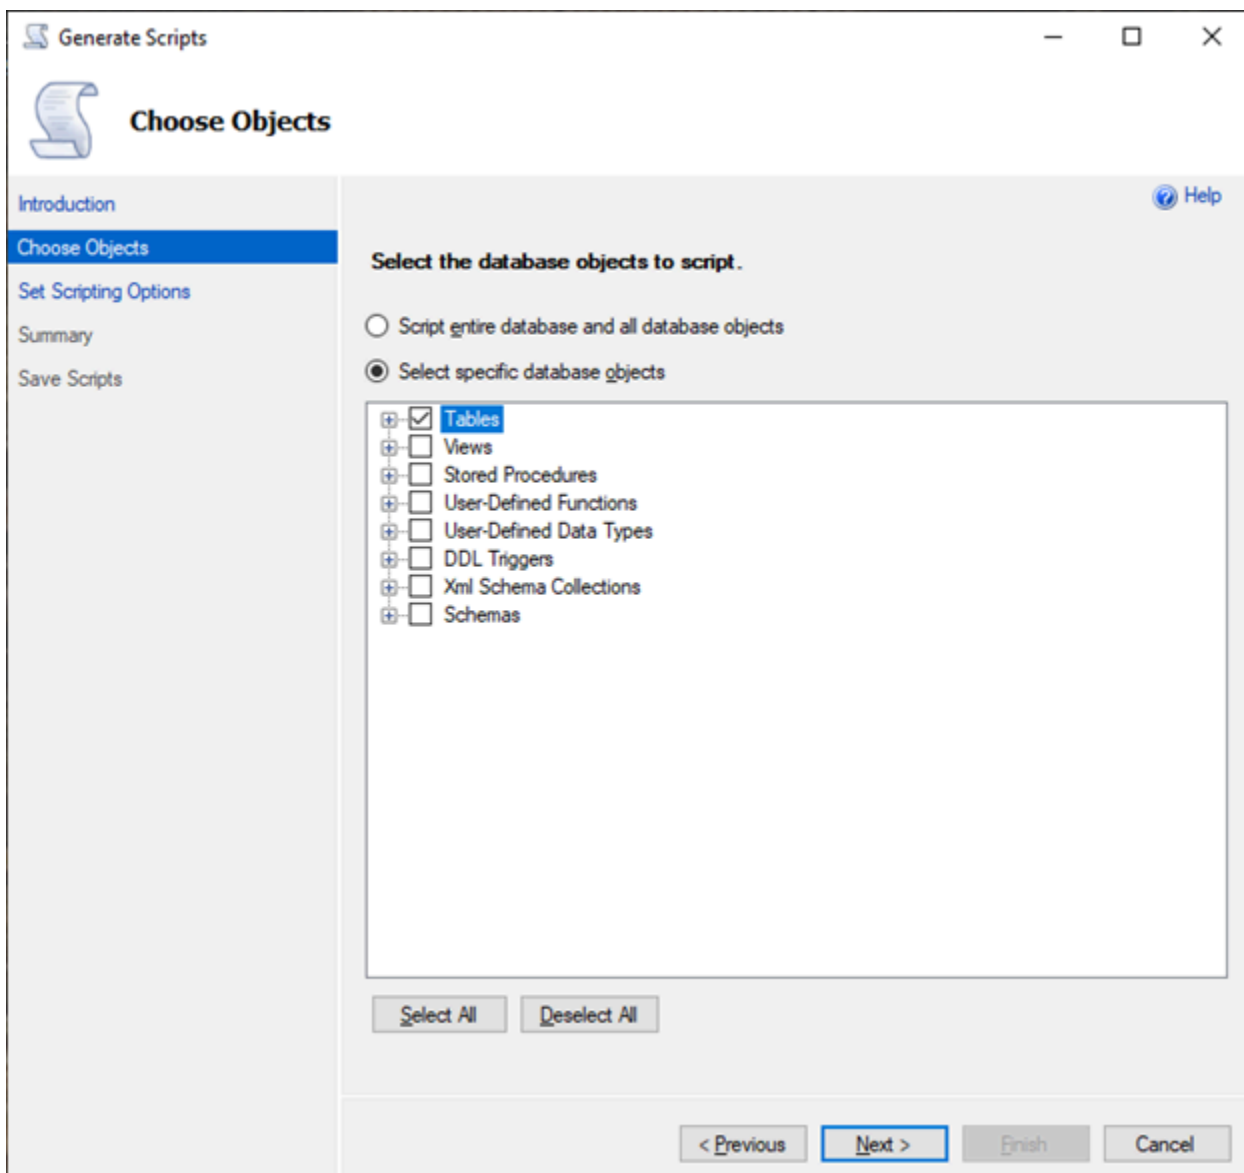 Generate Scripts
Choose Objects
Introduction
Choose Objects
Set Scripting Options
Summary
Save Scripts
Help
Select the database objects to script.
Script entire database and all database objects
Select specific database objects
Tables
Views
Stored Procedures
User-Defined Functions
User-Defined Data Types
DDL Triggers
Xml Schema Collections
Schemas
Select All
Deselect All
< Previous
Next >
Finish
Cancel